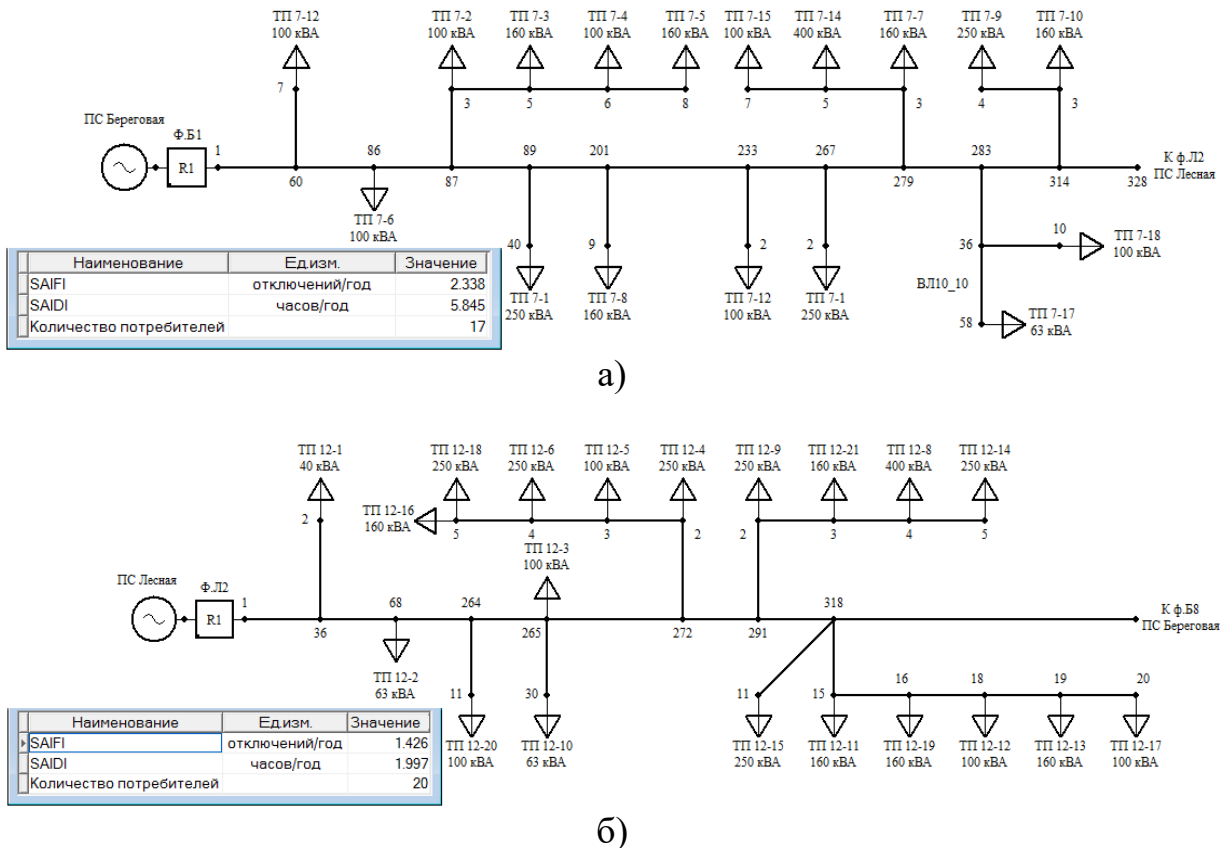 ТП 7-12
100 кВА
ТП 7-2
100 кВА
ТП 7-3
160 кВА
ТП 7-4
100 кВА
ТП 7-5
160 кВА
ТП 7-15
100 кВА
ТП 7-14
400 кВА
ТП 7-7
160 кВА
ТП 7-9
250 кВА
ТП 7-10
160 кВА
7
3
5
6
8
7
5
3
4
3
ПС Береговая
Ф.Б1
R1
1
60
86
87
89
201
233
267
279
283
314
328
К ф.Л2
ПС Лесная
ТП 7-6
100 кВА
40
9
2
2
36
10
ТП 7-18
100 кВА
ВЛ10_10
ТП 7-1
250 кВА
ТП 7-8
160 кВА
ТП 7-12
100 кВА
ТП 7-1
250 кВА
58
ТП 7-17
63 кВА
Наименование Ед.изм. Значение
SAIFI отключений/год 2.338
SAIDI часов/год 5.845
Количество потребителей 17
а)
ТП 12-1
40 кВА
ТП 12-18
250 кВА
ТП 12-6
250 кВА
ТП 12-5
100 кВА
ТП 12-4
250 кВА
ТП 12-9
250 кВА
ТП 12-21
160 кВА
ТП 12-8
400 кВА
ТП 12-14
250 кВА
ТП 12-16
160 кВА
2
5
4
3
2
2
3
4
5
ТП 12-3
100 кВА
ПС Лесная
Ф.Л2
R1
1
36
68
264
265
272
291
318
К ф.Б8
ПС Береговая
ТП 12-2
63 кВА
11
30
11
15
16
18
19
20
ТП 12-20
100 кВА
ТП 12-10
63 кВА
ТП 12-15
250 кВА
ТП 12-11
160 кВА
ТП 12-19
160 кВА
ТП 12-12
100 кВА
ТП 12-13
160 кВА
ТП 12-17
100 кВА
Наименование Ед.изм. Значение
SAIFI отключений/год 1.426
SAIDI часов/год 1.997
Количество потребителей 20
б)